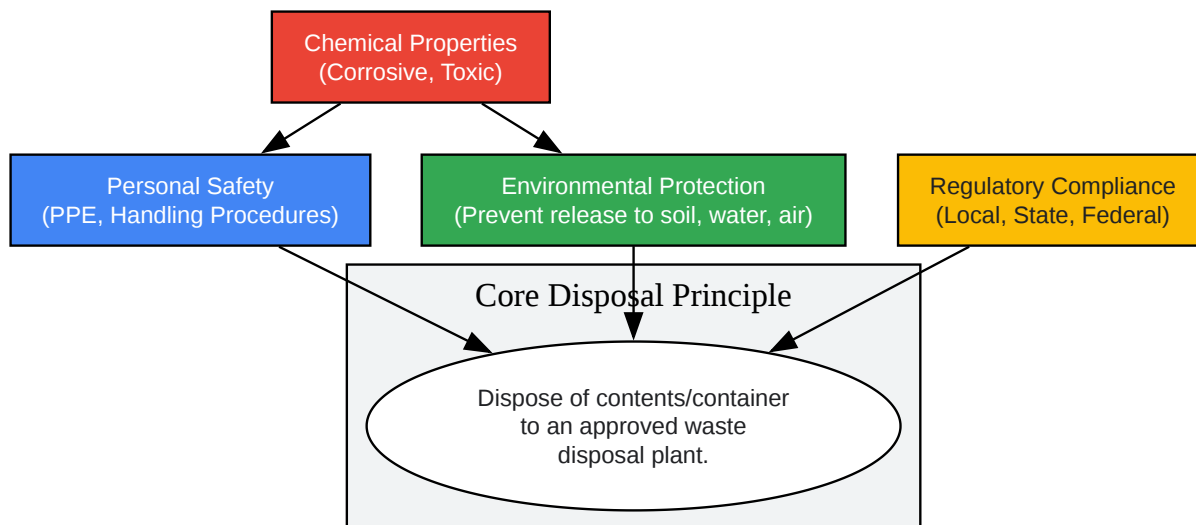 Chemical Properties
(Corrosive, Toxic)
Personal Safety
(PPE, Handling Procedures)
Environmental Protection
(Prevent release to soil, water, air)
Regulatory Compliance
(Local, State, Federal)
Core Disposal Principle
Dispose of contents/container
to an approved waste
disposal plant.